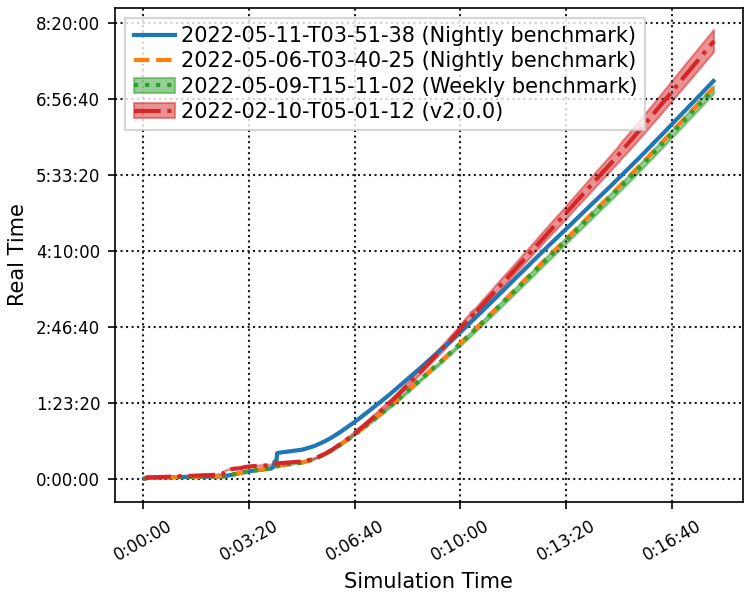 8:20:00
6:56:40
5:33:20
4:10:00
2:46:40
1:23:20
0:00:00
Real Time
2022-05-11-T03-51-38 (Nightly benchmark)
2022-05-06-T03-40-25 (Nightly benchmark)
2022-05-09-T15-11-02 (Weekly benchmark)
2022-02-10-T05-01-12 (v2.0.0)
0:00:00
0:03:20
0:06:40
0:10:00
0:13:20
0:16:40
Simulation Time